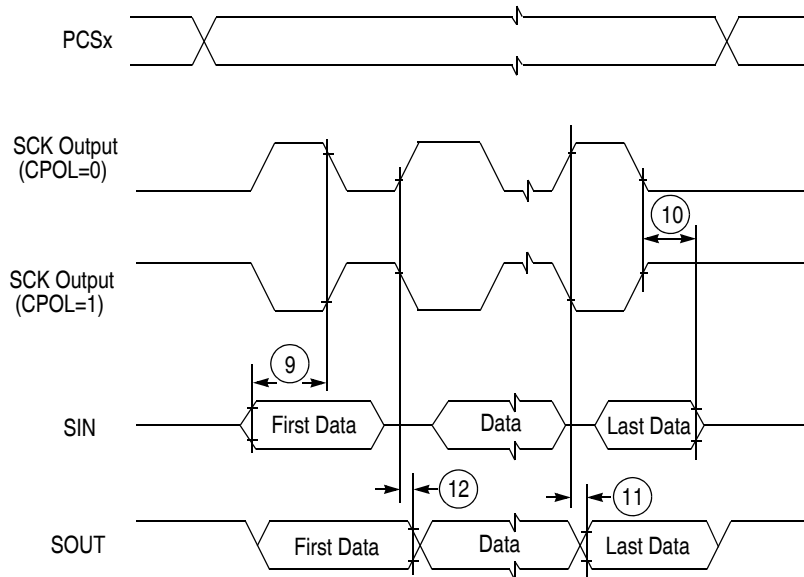 PCSx
SCK Output
(CPOL=0)
10
SCK Output
(CPOL=1)
9
SIN
First Data
Data
Last Data
12
11
SOUT
First Data
Data
Last Data